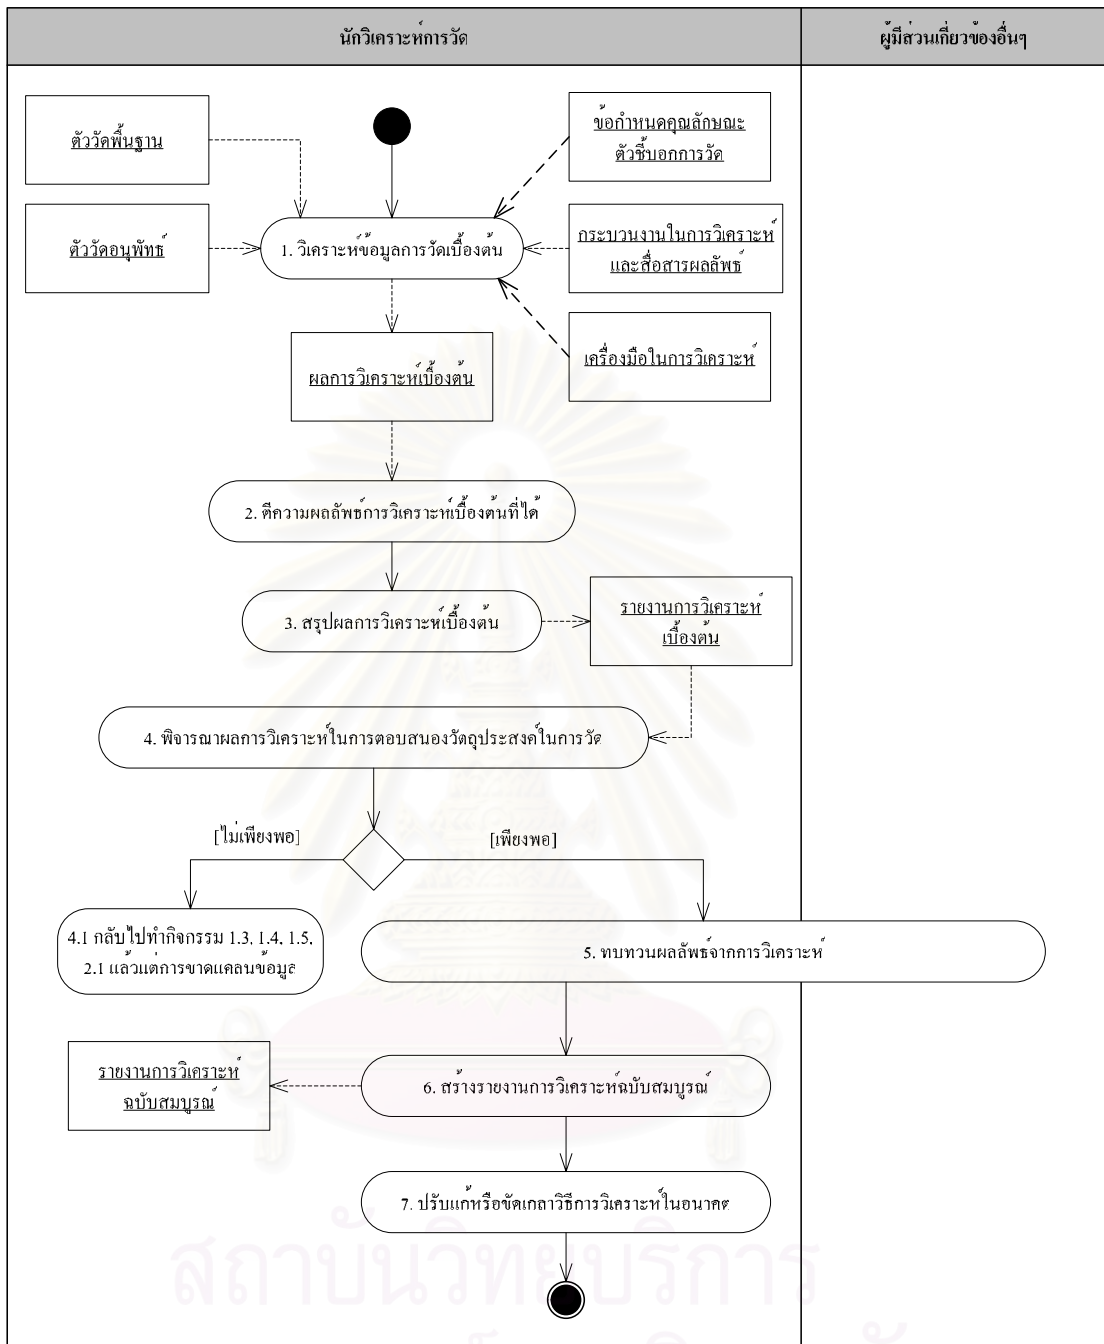 นักวิเคราะห์การวัด
ผู้มีส่วนเกี่ยวข้องอื่นๆ
ตัววัดพื้นฐาน
ข้อกำหนดคุณลักษณะ
ตัวชี้บอกการวัด
ตัววัดอนุพัทธ์
1. วิเคราะห์ข้อมูลการวัดเบื้องต้น
กระบวนงานในการวิเคราะห์
และสื่อสารผลลัพธ์
ผลการวิเคราะห์เบื้องต้น
เครื่องมือในการวิเคราะห์
2. ตีความผลลัพธ์การวิเคราะห์เบื้องต้นที่ได้
3. สรุปผลการวิเคราะห์เบื้องต้น
รายงานการวิเคราะห์
เบื้องต้น
4. พิจารณาผลการวิเคราะห์ในการตอบสนองวัตถุประสงค์ในการวัด
[ไม่เพียงพอ]
[เพียงพอ]
4.1 กลับไปทำกิจกรรม 1.3, 1.4, 1.5,
2.1 แล้วแต่การขาดแคลนข้อมูล
5. ทบทวนผลลัพธ์จากการวิเคราะห์
รายงานการวิเคราะห์
ฉบับสมบูรณ์
6. สร้างรายงานการวิเคราะห์ฉบับสมบูรณ์
7. ปรับแก้หรือขัดเกลาวิธีการวิเคราะห์ในอนาคต
สถาบันวิทยบริการ